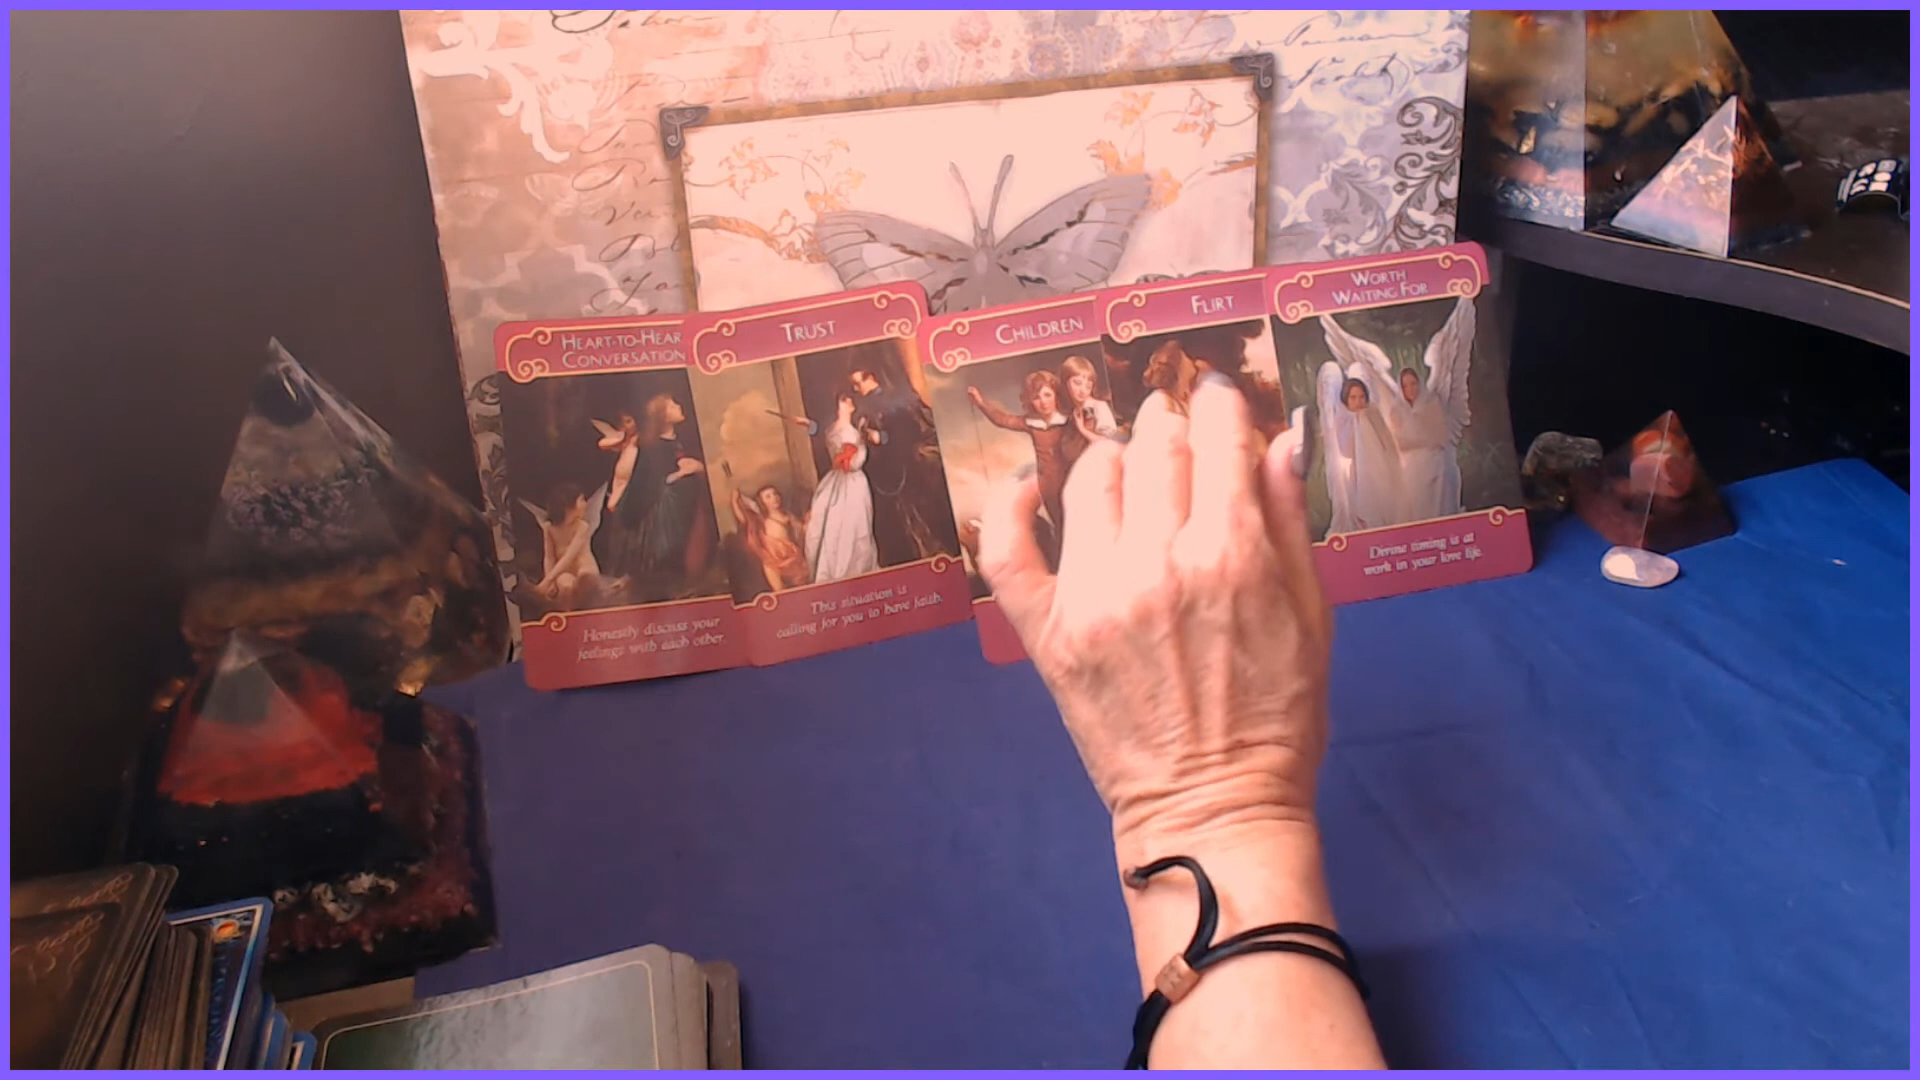 HEART-TO-HEAR
CONVERSATION
TRUST
CHILDREN
FLIRT
WORTH
WAITING FOR
Honestly discuss your
feelings with each other.
This situation is
calling for you to have faith.
Divine timing is at
work in your love life.